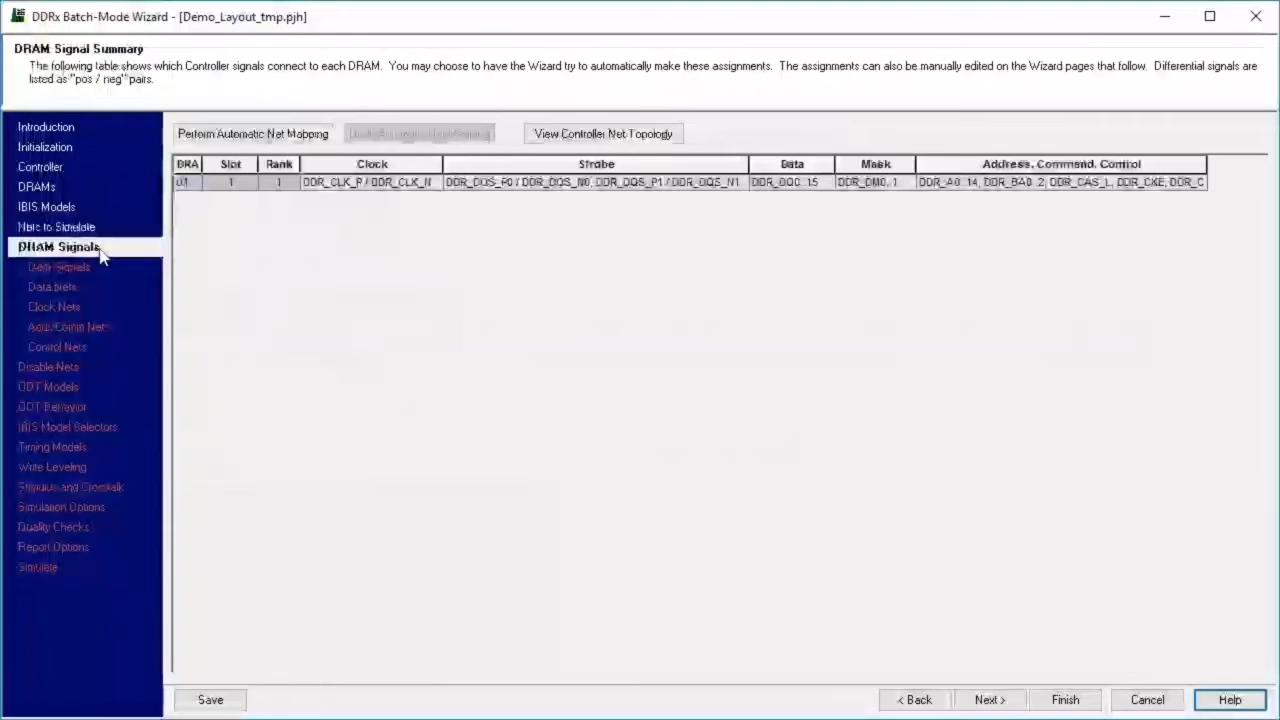 DDRx Batch-Mode Wizard - [Demo_Layout_tmp.pjh]
DRAM Signal Summary
The following table shows which Controller signals connect to each DRAM. You may choose to have the Wizard try to automatically make these assignments. The assignments can also be manually edited on the Wizard pages that follow. Differential signals are
listed as "pos / neg" pairs.
Introduction
Initialization
Controller
DRAMs
IBIS Models
Nets to Simulate
DRAM Signals
Data Signals
Data Nets
Clock Nets
Addr/Comm Nets
Control Nets
Disable Nets
ODT Models
ODT Behavior
IBIS Model Selectors
Timing Models
Write Leveling
Stimulus and Crosstalk
Simulation Options
Quality Checks
Report Options
Simulate
Perform Automatic Net Mapping
View Controller Net Topology
DRA Slot Rank Clock Strobe Data Mask Address, Command, Control
1 1 DDR_CLK_P / DDR_CLK_N DDR_DQS_P0 / DDR_DQS_N0, DDR_DQS_P1 / DDR_DQS_N1 DDR_DQ0..15 DDR_DM0..1 DDR_A0..14, DDR_BA0..2, DDR_CAS_L, DDR_CKE, DDR_C
Save
< Back
Next >
Finish
Cancel
Help